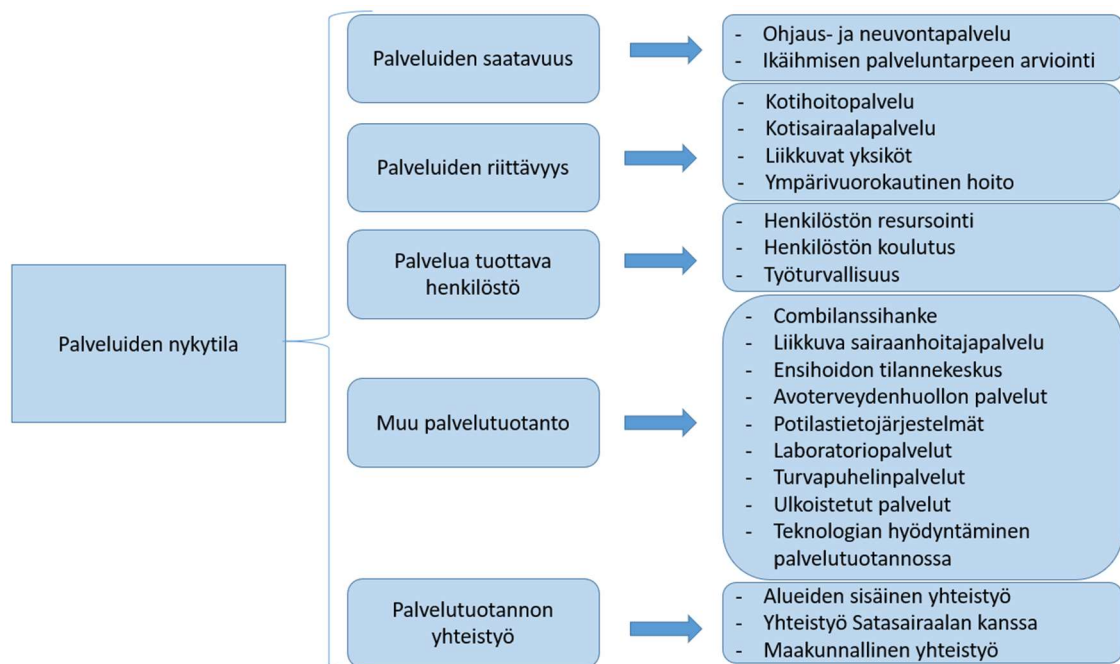 Palveluiden nykytila
Palveluiden saatavuus
- Ohjaus- ja neuvontapalvelu
- Ikäihmisen palveluntarpeen arviointi
Palveluiden riittävyys
- Kotihoitopalvelu
- Kotisairaalapalvelu
- Liikkuvat yksiköt
- Ympärivuorokautinen hoito
Palvelua tuottava
henkilöstö
- Henkilöstön resursointi
- Henkilöstön koulutus
- Työturvallisuus
Muu palvelutuotanto
- Combilanssihanke
- Liikkuva sairaanhoitajapalvelu
- Ensihoidon tilannekeskus
- Avoterveydenhuollon palvelut
- Potilastietojärjestelmät
- Laboratoriopalvelut
- Turvapuhelinpalvelut
- Ulkoistetut palvelut
- Teknologian hyödyntäminen
palvelutuotannossa
Palvelutuotannon
yhteistyö
- Alueiden sisäinen yhteistyö
- Yhteistyö Satasairaalan kanssa
- Maakunnallinen yhteistyö